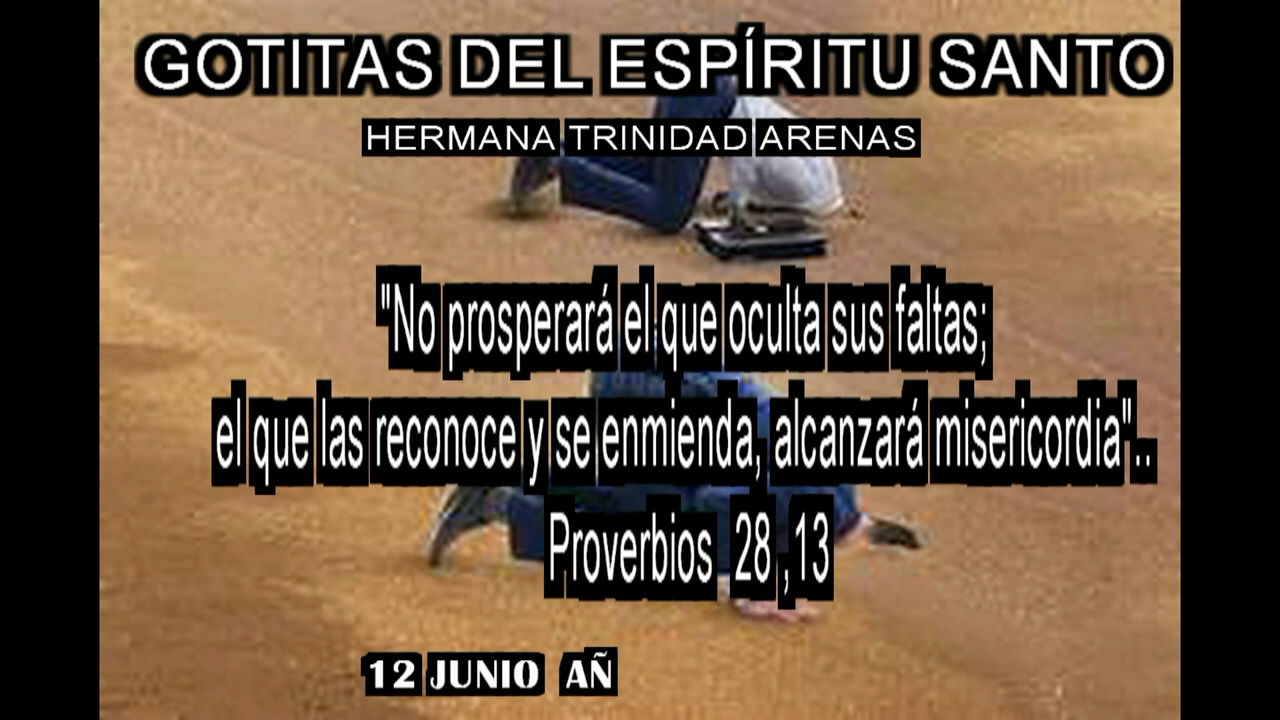 GOTITAS DEL ESPÍRITU SANTO
HERMANA TRINIDAD ARENAS
"No prosperará el que oculta sus faltas;
el que las reconoce y se enmienda, alcanzará misericordia"..
Proverbios 28 ,13
12 JUNIO AÑ